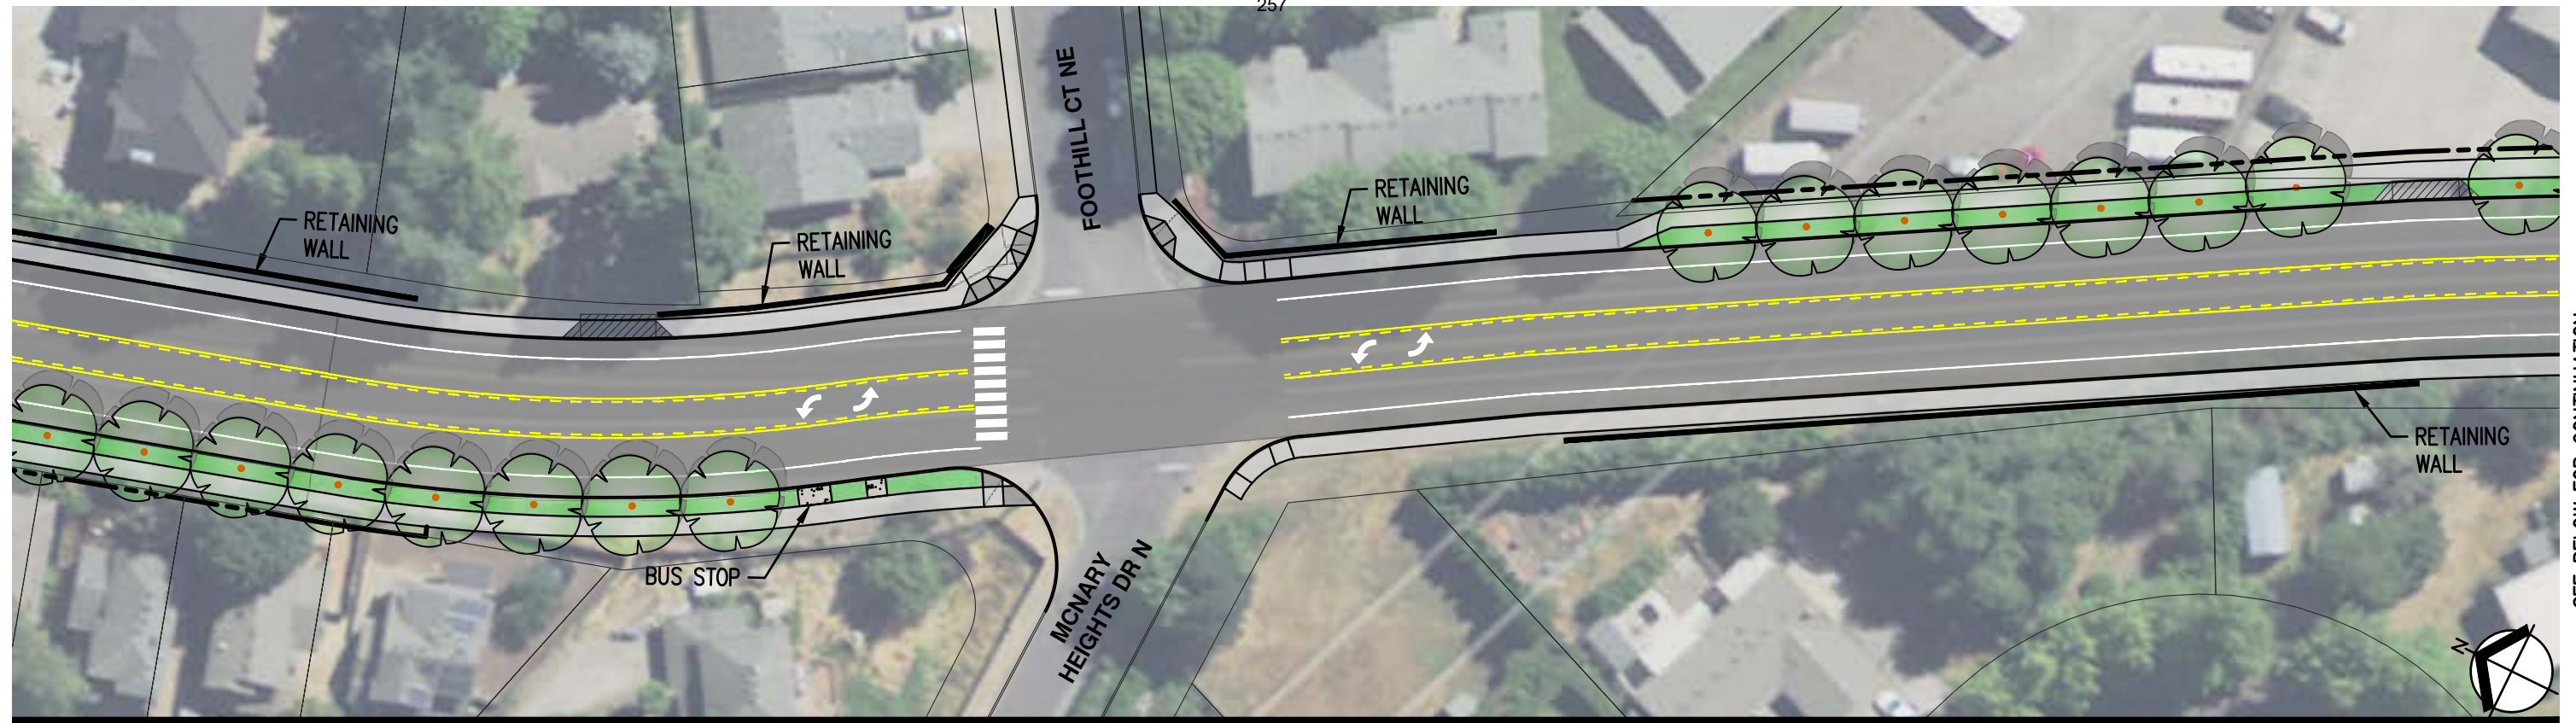 257
FOOTHILL CT NE
RETAINING
WALL
RETAINING
WALL
RETAINING
WALL
RETAINING
WALL
BUS STOP
MCNARY
HEIGHTS DR N
N